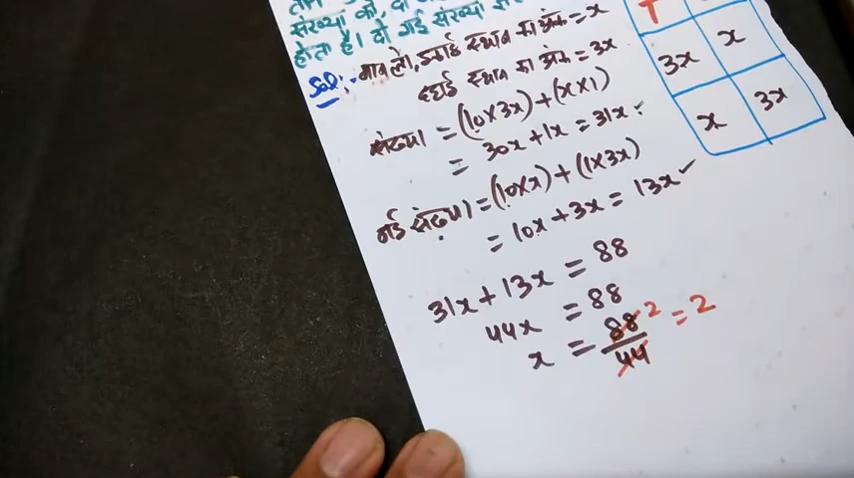 संख्या को, दो
होता है। दो गई संख्या
Sol:- मान लो, इकाई स्थान का अंक = x
दहाई स्थान का अंक = 3x
संख्या = (10×3x)+(x×1)
= 30x+1x = 31x ✓
नई संख्या = (10×x)+(1×3x)
= 10x+3x = 13x ✓
31x+13x = 88
44x = 88
x = 88/44 2 = 2
T
3x x
x 3x